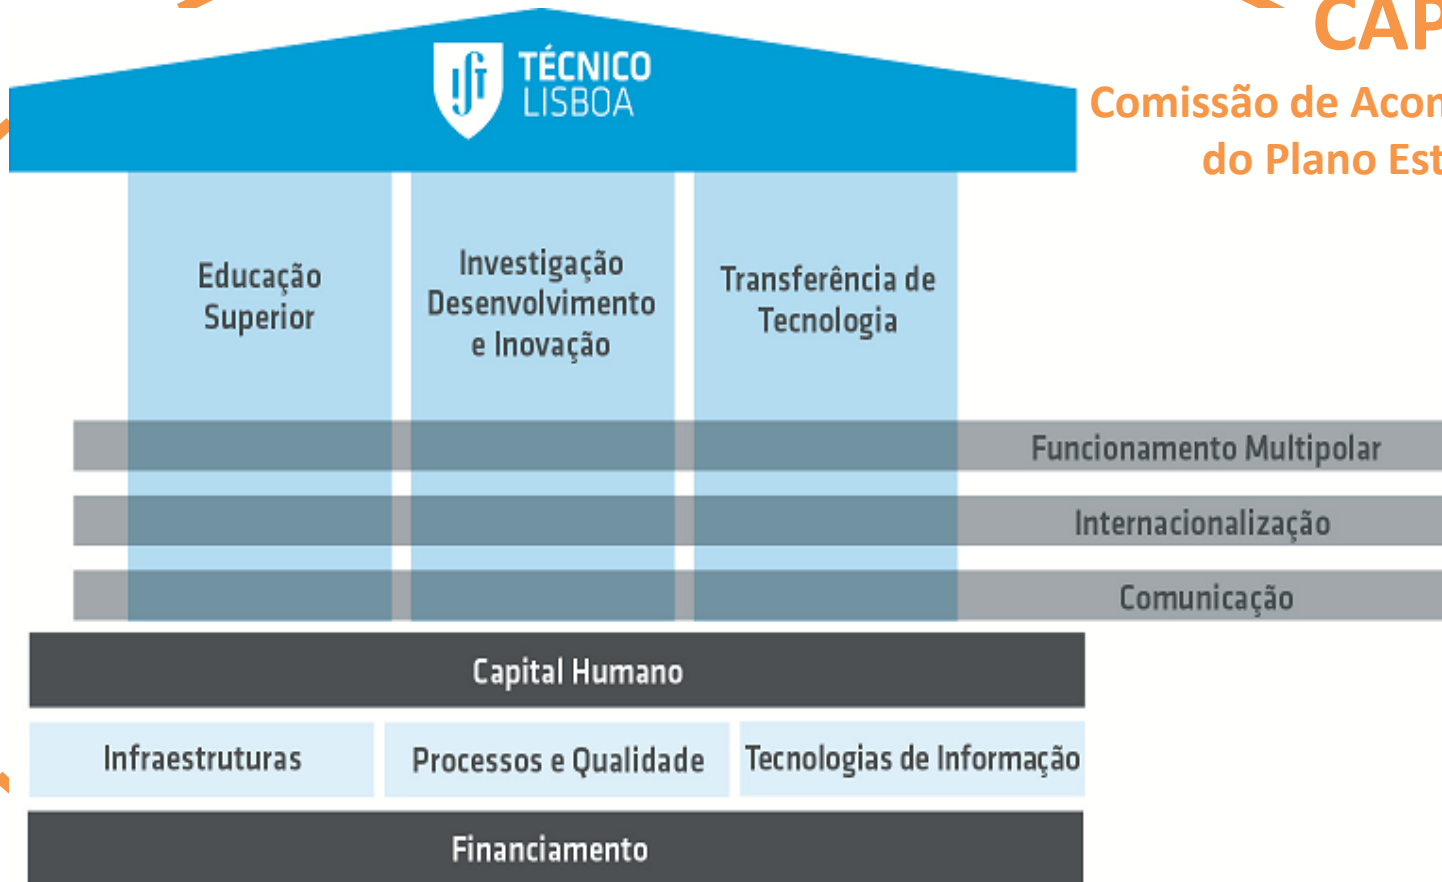 CAP
Comissão de Acon
do Plano Est
TÉCNICO
LISBOA
Educação
Superior
Investigação
Desenvolvimento
e Inovação
Transferência de
Tecnologia
Funcionamento Multipolar
Internacionalização
Comunicação
Capital Humano
Infraestruturas
Processos e Qualidade
Tecnologias de Informação
Financiamento